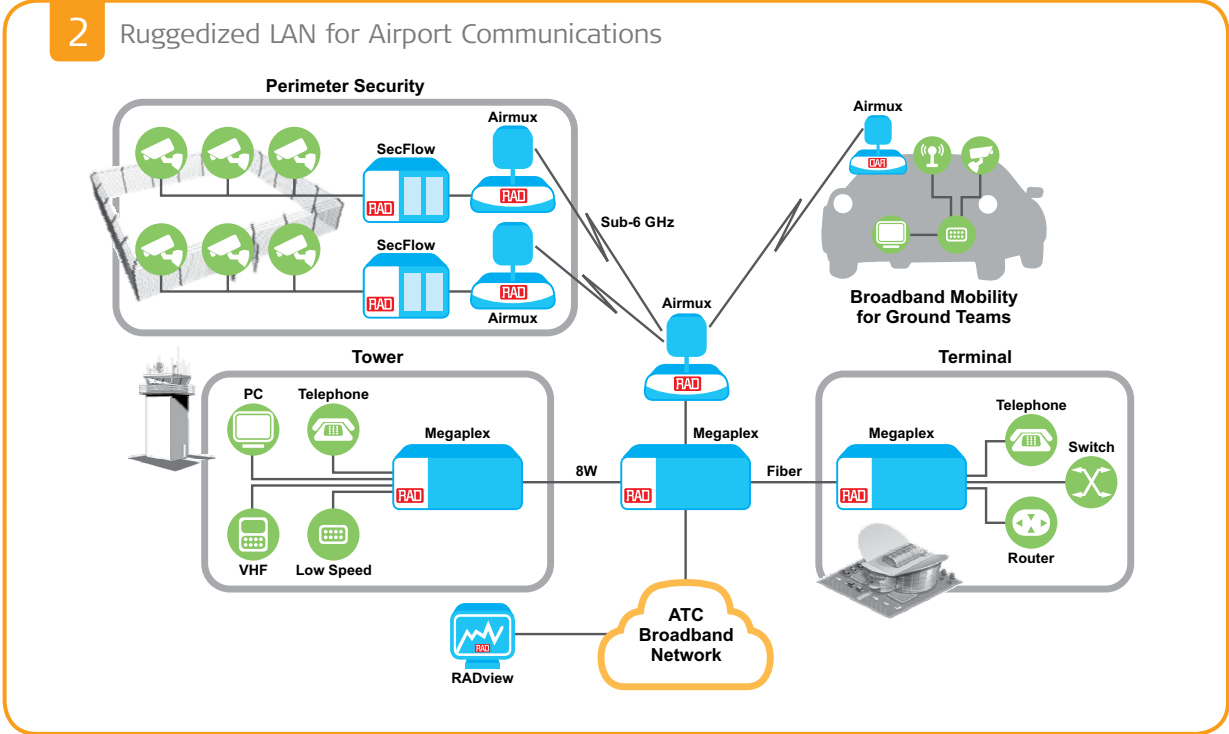 2
Ruggedized LAN for Airport Communications
Perimeter Security
Airmux
SecFlow
RAD
RAD
SecFlow
RAD
RAD
Airmux
Sub-6 GHz
Airmux
RAD
Broadband Mobility
for Ground Teams
Airmux
RAD
Tower
PC
Telephone
Megaplex
RAD
VHF
Low Speed
8W
Megaplex
RAD
Fiber
Terminal
Megaplex
RAD
Telephone
Switch
Router
ATC
Broadband
Network
RAD
RADview